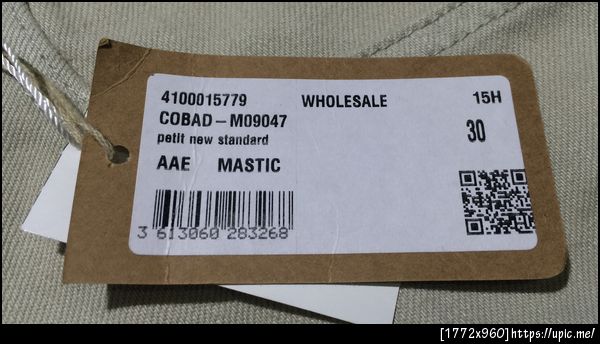 4100015779 WHOLESALE 15H
COBAD-M09047
petit new standard 30
AAE MASTIC
3 613060 283268
[1772x960]https://upic.me/